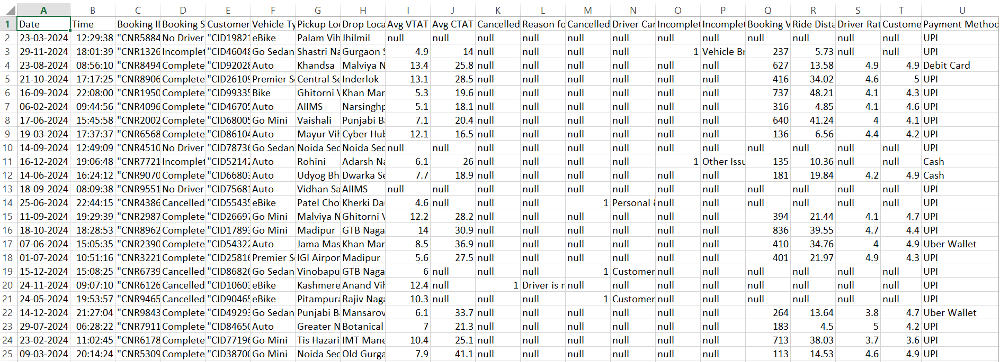 A B C D E F G H I J K L M N O P Q R S T U
1 Date Time Booking ID Booking S Customer Vehicle Ty Pickup Loc Drop Loca Avg VTAT Avg CTAT Cancelled Reason fo Cancelled Driver Can Incomplet Incomplet Booking V Ride Dista Driver Rat Custome Payment Method
2 23-03-2024 12:29:38 "CNR5884 No Driver "CID19821 eBike Palam Vih Jhilmil null null null null null null null null null null null null UPI
3 29-11-2024 18:01:39 "CNR1326 Incomplet "CID46048 Go Sedan Shastri Na Gurgaon S 4.9 14 null null null null 1 Vehicle Br 237 5.73 null null UPI
4 23-08-2024 08:56:10 "CNR8494 Complete "CID92028 Auto Khandsa Malviya N 13.4 25.8 null null null null null null 627 13.58 4.9 4.9 Debit Card
5 21-10-2024 17:17:25 "CNR8906 Complete "CID26109 Premier S Central Se Inderlok 13.1 28.5 null null null null null null 416 34.02 4.6 5 UPI
6 16-09-2024 22:08:00 "CNR1950 Complete "CID99335 Bike Ghitorni V Khan Mar 5.3 19.6 null null null null null null 737 48.21 4.1 4.3 UPI
7 06-02-2024 09:44:56 "CNR4096 Complete "CID46705 Auto AIIMS Narsinghp 5.1 18.1 null null null null null null 316 4.85 4.1 4.6 UPI
8 17-06-2024 15:45:58 "CNR2002 Complete "CID68005 Go Mini Vaishali Punjabi Ba 7.1 20.4 null null null null null null 640 41.24 4 4.1 UPI
9 19-03-2024 17:37:37 "CNR6568 Complete "CID86104 Auto Mayur Vih Cyber Hub 12.1 16.5 null null null null null null 136 6.56 4.4 4.2 UPI
10 14-09-2024 12:49:09 "CNR4510 No Driver "CID78736 Go Sedan Noida Sec Noida Sec null null null null null null null null null null null null UPI
11 16-12-2024 19:06:48 "CNR7721 Incomplet "CID52142 Auto Rohini Adarsh Na 6.1 26 null null null null 1 Other Issu 135 10.36 null null Cash
12 14-06-2024 16:24:12 "CNR9070 Complete "CID66803 Auto Udyog Bh Dwarka Se 7.7 18.9 null null null null null null 181 19.84 4.2 4.9 Cash
13 18-09-2024 08:09:38 "CNR9551 No Driver "CID75681 Auto Vidhan Sa AIIMS null null null null null null null null null null null null UPI
14 25-06-2024 22:44:15 "CNR4386 Cancelled "CID55435 eBike Patel Cho Kherki Dau 4.6 null null null 1 Personal & null null null null null null UPI
15 11-09-2024 19:29:39 "CNR2987 Complete "CID26697 Go Mini Malviya N Ghitorni V 12.2 28.2 null null null null null null 394 21.44 4.1 4.7 UPI
16 18-10-2024 18:28:53 "CNR8962 Complete "CID17893 Go Mini Madipur GTB Naga 14 30.9 null null null null null null 836 39.55 4.7 4.4 UPI
17 07-06-2024 15:05:35 "CNR2390 Complete "CID54322 Auto Jama Mas Khan Mar 8.5 36.9 null null null null null null 410 34.76 4 4.9 Uber Wallet
18 01-07-2024 10:51:16 "CNR3221 Complete "CID25816 Premier S IGI Airpor Madipur 5.6 27.5 null null null null null null 401 21.97 4.9 4.3 UPI
19 15-12-2024 15:08:25 "CNR6739 Cancelled "CID86826 Go Sedan Vinobapu GTB Naga 6 null null null 1 Customer null null null null null null UPI
20 24-11-2024 09:07:10 "CNR6126 Cancelled "CID10603 eBike Kashmere Anand Vih 12.4 null 1 Driver is n null null null null null null null null UPI
21 24-05-2024 19:53:57 "CNR9465 Cancelled "CID90465 eBike Pitampura Rajiv Naga 10.3 null null null 1 Customer null null null null null null UPI
22 14-12-2024 21:27:04 "CNR9843 Complete "CID49293 Go Sedan Punjabi Ba Mansarov 6.1 33.7 null null null null null null 264 13.64 3.8 4.7 Uber Wallet
23 29-07-2024 06:28:22 "CNR7911 Complete "CID84650 Auto Greater N Botanical 7 21.3 null null null null null null 183 4.5 5 4.2 UPI
24 23-02-2024 11:02:45 "CNR6178 Complete "CID77196 Go Mini Tis Hazari IMT Mane 10.4 25.1 null null null null null null 713 38.03 3.7 3.6 UPI
25 09-03-2024 20:14:24 "CNR5309 Complete "CID38700 Go Mini Noida Sec Old Gurga 7.9 41.1 null null null null null null 113 14.53 4.6 4.9 UPI